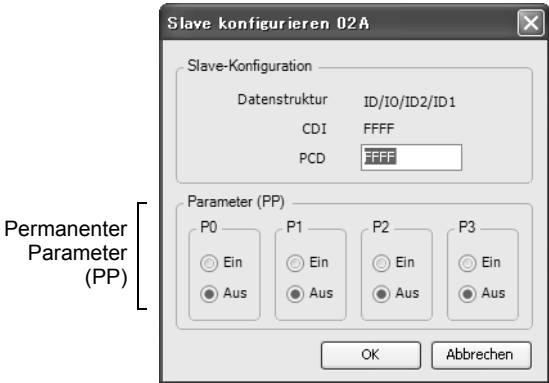 Slave konfigurieren 02A
Slave-Konfiguration
Datenstruktur ID/IO/ID2/ID1
CDI FFFF
PCD FFFF
Permanenter
Parameter
(PP)
Parameter (PP)
P0 P1 P2 P3
Ein Ein Ein Ein
Aus Aus Aus Aus
OK Abbrechen